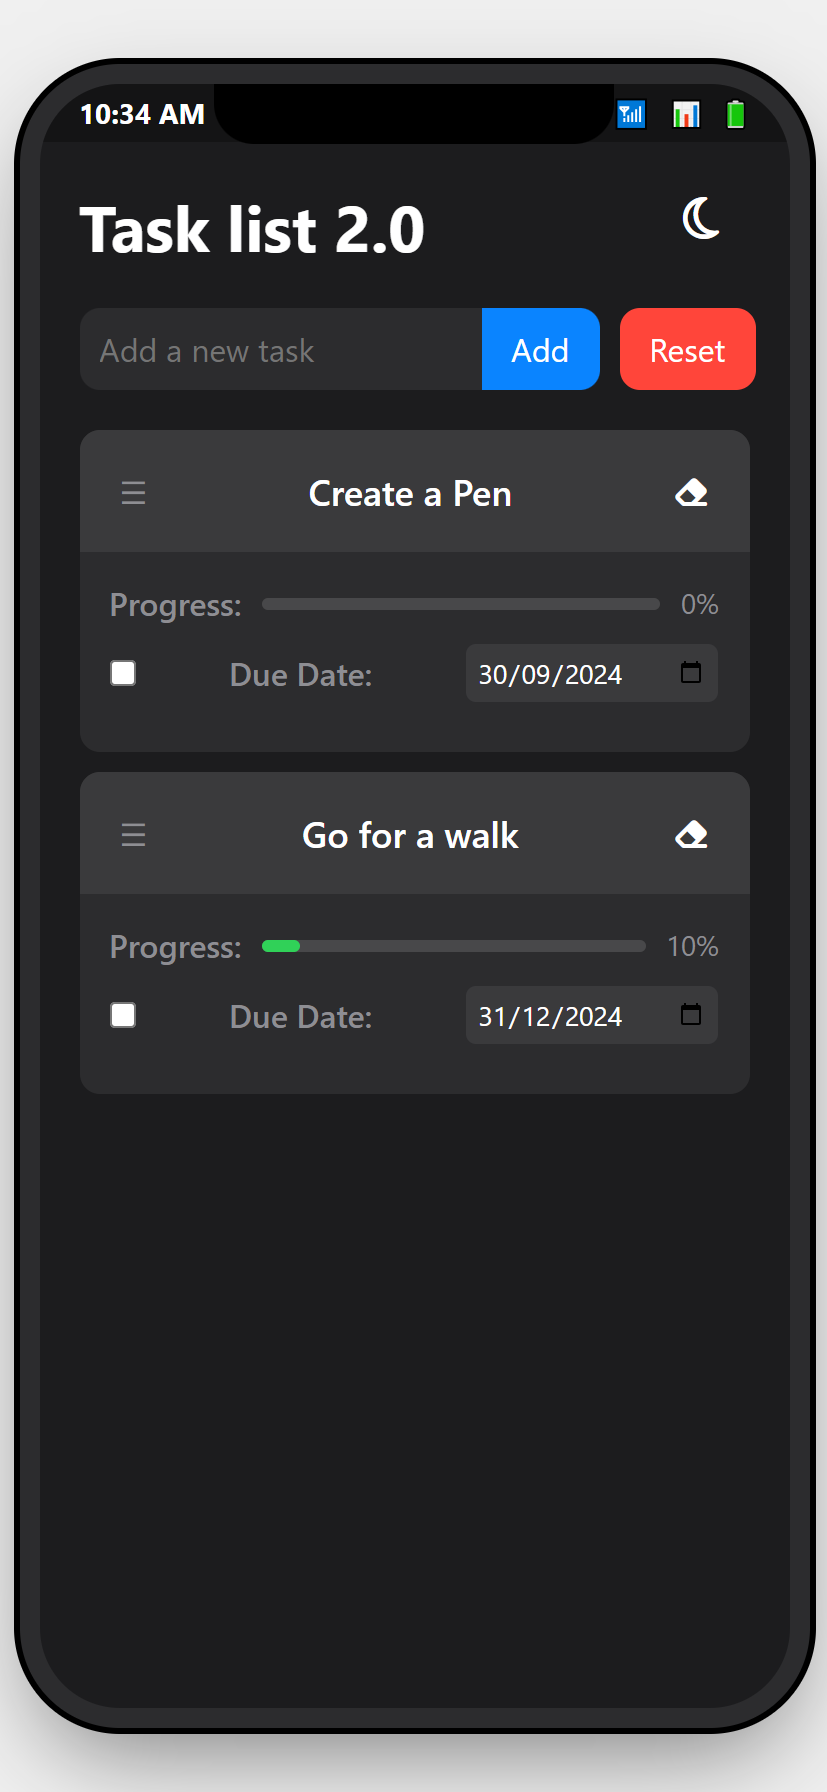 10:34 AM
Task list 2.0
Add a new task Add Reset
Create a Pen
Progress: 0%
Due Date: 30/09/2024
Go for a walk
Progress: 10%
Due Date: 31/12/2024